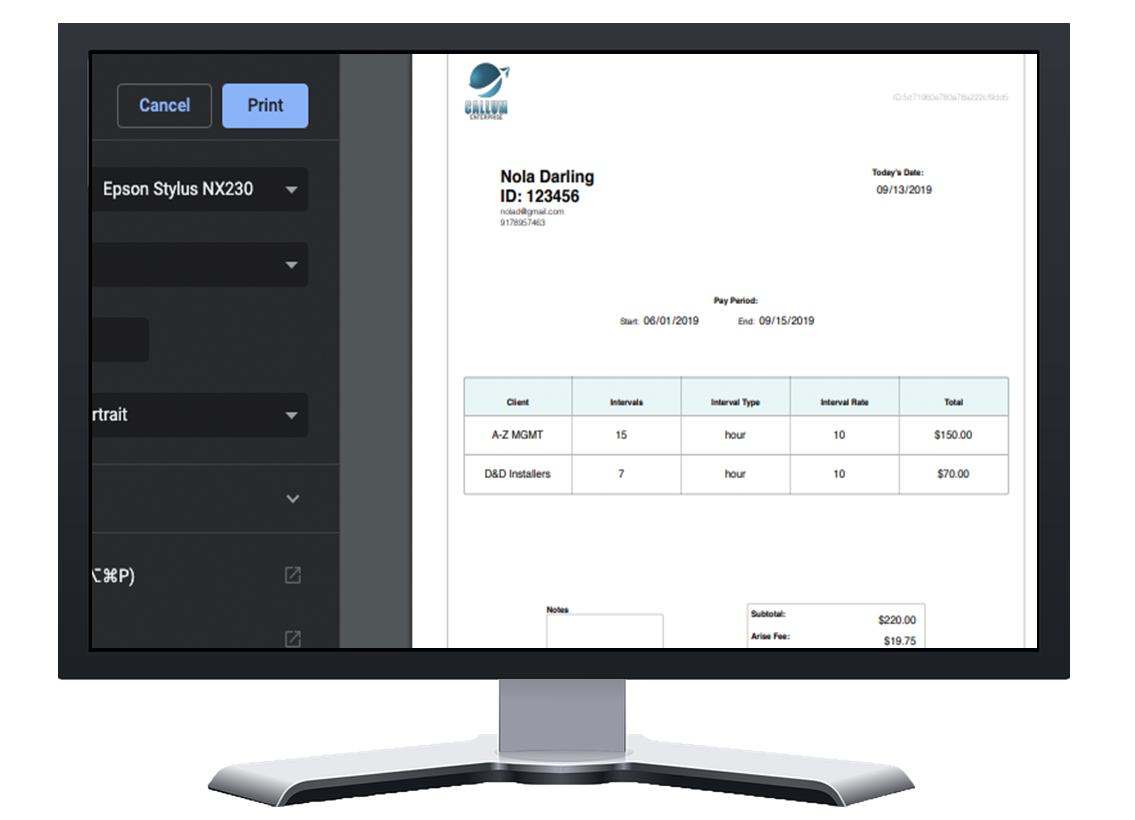 Cancel
Print
Epson Stylus NX230
rtrait
⌥⌘P)
CALLUM
ENTERPRISE
Nola Darling
ID: 123456
nolad@gmail.com
9178957463
Today's Date:
09/13/2019
Pay Period:
Start: 06/01/2019 End: 09/15/2019
Client Intervals Interval Type Interval Rate Total
A-Z MGMT 15 hour 10 $150.00
D&D Installers 7 hour 10 $70.00
Notes
Subtotal: $220.00
Arise Fee: $19.75